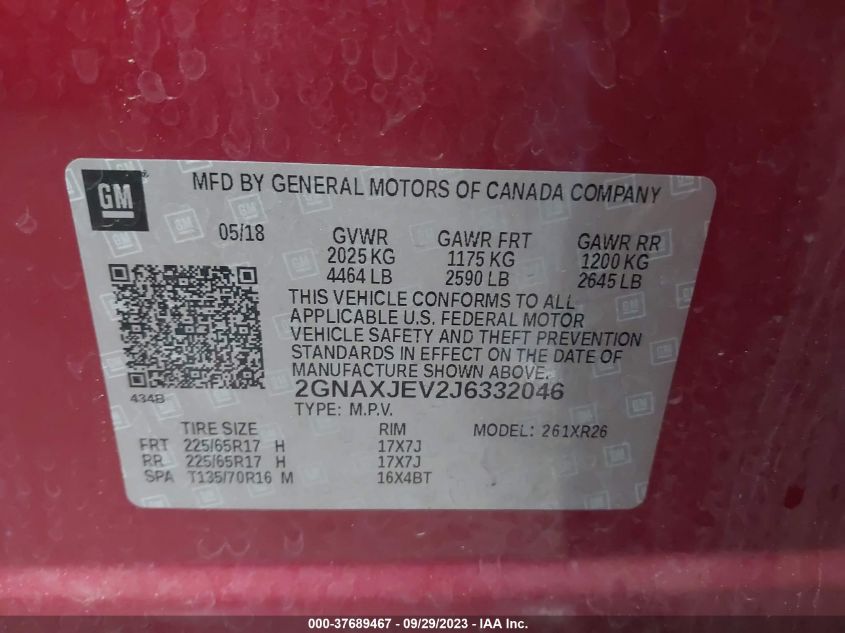 GM
MFD BY GENERAL MOTORS OF CANADA COMPANY
05/18
GVWR
2025 KG
4464 LB
GAWR FRT
1175 KG
2590 LB
GAWR RR
1200 KG
2645 LB
THIS VEHICLE CONFORMS TO ALL
APPLICABLE U.S. FEDERAL MOTOR
VEHICLE SAFETY AND THEFT PREVENTION
STANDARDS IN EFFECT ON THE DATE OF
MANUFACTURE SHOWN ABOVE.
434B
2GNAXJEV2J6332046
TYPE: M.P.V.
TIRE SIZE RIM MODEL: 261XR26
FRT 225/65R17 H 17X7J
RR 225/65R17 H 17X7J
SPA T135/70R16 M 16X4BT
000-37689467 - 09/29/2023 - IAA Inc.